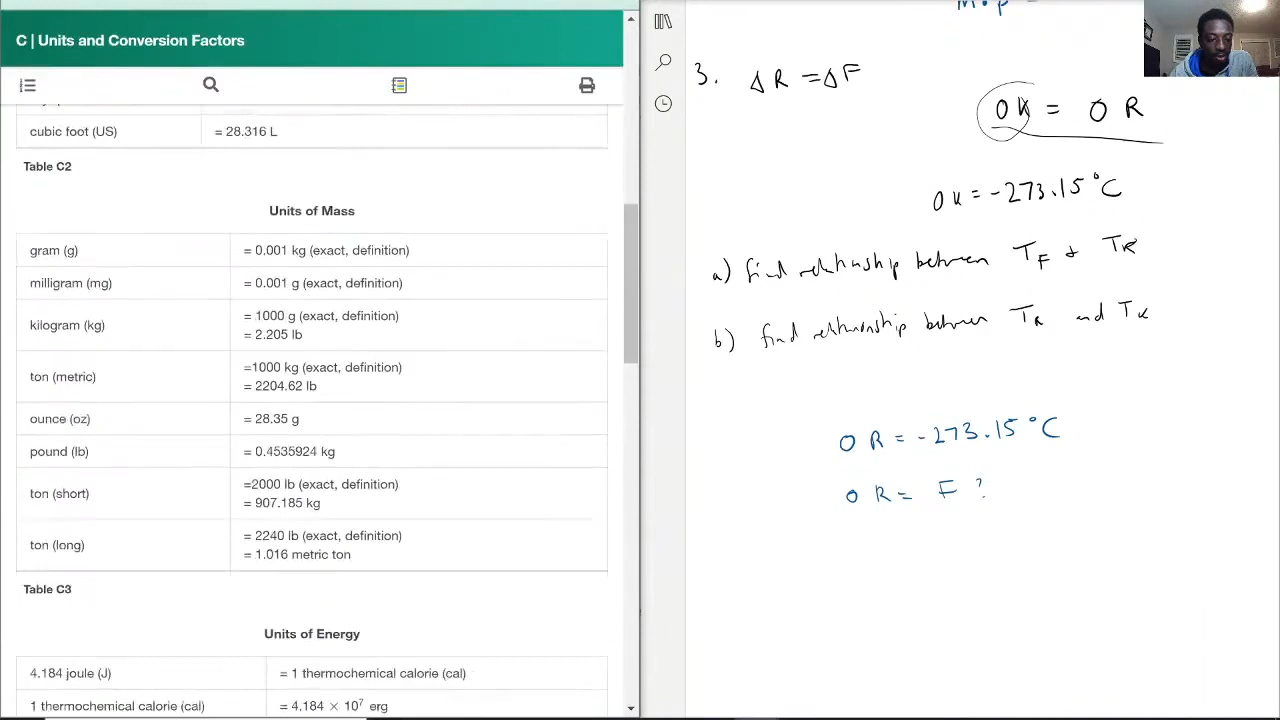 C | Units and Conversion Factors
cubic foot (US) = 28.316 L
Table C2
Units of Mass
gram (g) = 0.001 kg (exact, definition)
milligram (mg) = 0.001 g (exact, definition)
kilogram (kg) = 1000 g (exact, definition)
= 2.205 lb
ton (metric) =1000 kg (exact, definition)
= 2204.62 lb
ounce (oz) = 28.35 g
pound (lb) = 0.4535924 kg
ton (short) =2000 lb (exact, definition)
= 907.185 kg
ton (long) = 2240 lb (exact, definition)
= 1.016 metric ton
Table C3
Units of Energy
4.184 joule (J) = 1 thermochemical calorie (cal)
1 thermochemical calorie (cal) = 4.184 × 10⁷ erg
3. ΔR = ΔF
0K = 0 R
0K = -273.15°C
a) find relationship between T_F + T_R
b) find relationship between T_R and T_K
0 R = -273.15°C
0 R = F ?